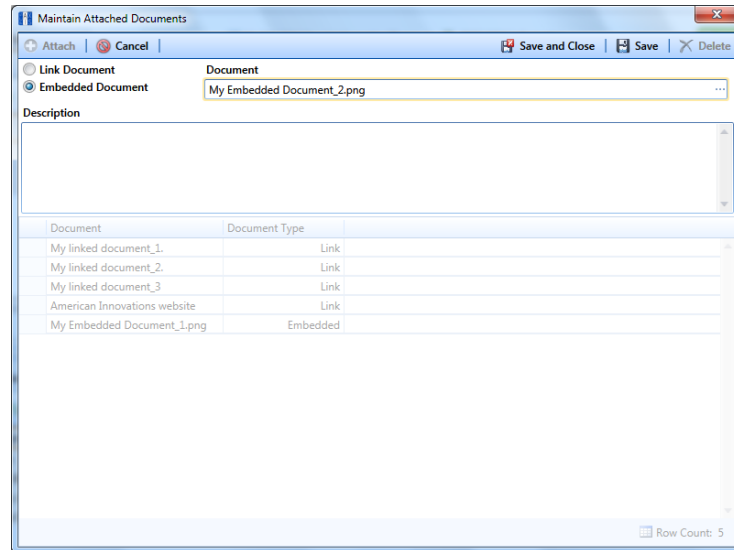 Maintain Attached Documents
Attach Cancel Save and Close Save Delete
Link Document Document
Embedded Document My Embedded Document_2.png ...
Description
Document Document Type
My linked document_1. Link
My linked document_2. Link
My linked document_3 Link
American Innovations website Link
My Embedded Document_1.png Embedded
Row Count: 5